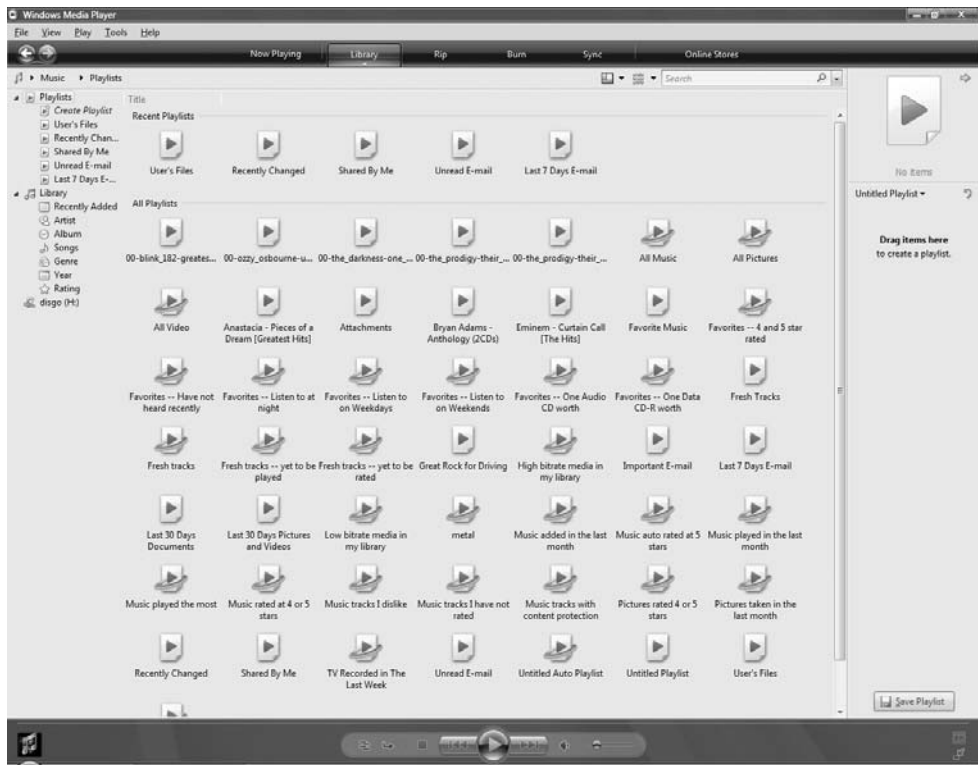 Windows Media Player
File View Play Tools Help
Now Playing Library Rip Burn Sync Online Stores
Music Playlists
Search
Playlists
Create Playlist
User's Files
Recently Chan...
Shared By Me
Unread E-mail
Last 7 Days E-...
Library
Recently Added
Artist
Album
Songs
Genre
Year
Rating
disgo (H:)
Title
Recent Playlists
User's Files Recently Changed Shared By Me Unread E-mail Last 7 Days E-mail
All Playlists
00-blink_182-greates... 00-ozzy_osbourne-u... 00-the_darkness-one_... 00-the_prodigy-their_... 00-the_prodigy-their_... All Music All Pictures
All Video Anastacia - Pieces of a Attachments Bryan Adams - Eminem - Curtain Call Favorite Music Favorites -- 4 and 5 star
Dream [Greatest Hits] Anthology (2CDs) [The Hits] rated
Favorites -- Have not Favorites -- Listen to at Favorites -- Listen to Favorites -- Listen to Favorites -- One Audio Favorites -- One Data Fresh Tracks
heard recently night on Weekdays on Weekends CD worth CD-R worth
Fresh tracks Fresh tracks -- yet to be Fresh tracks -- yet to be Great Rock for Driving High bitrate media in Important E-mail Last 7 Days E-mail
played rated my library
Last 30 Days Last 30 Days Pictures Low bitrate media in metal Music added in the last Music auto rated at 5 Music played in the last
Documents and Videos my library month stars month
Music played the most Music rated at 4 or 5 Music tracks I dislike Music tracks I have not Music tracks with Pictures rated 4 or 5 Pictures taken in the
stars rated content protection stars last month
Recently Changed Shared By Me TV Recorded in The Unread E-mail Untitled Auto Playlist Untitled Playlist User's Files
Last Week
No items
Untitled Playlist
Drag items here
to create a playlist.
Save Playlist